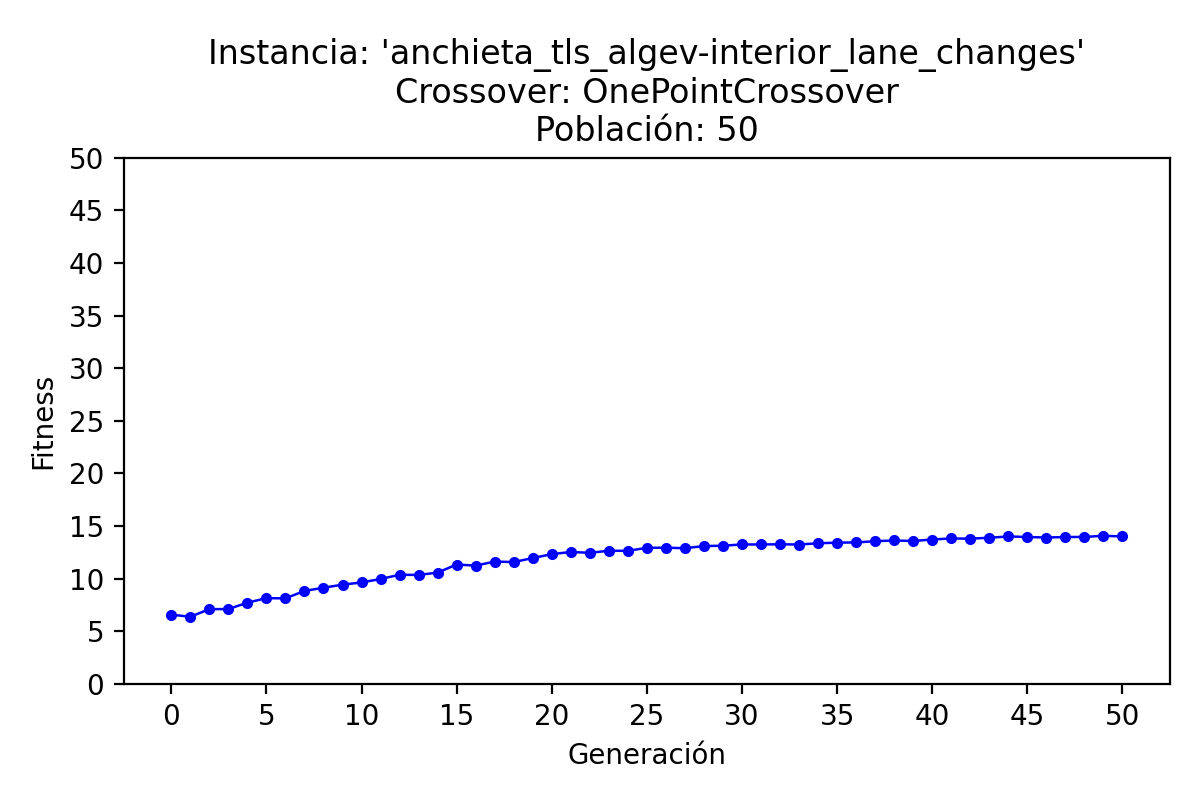 Instancia: 'anchieta_tls_algev-interior_lane_changes'
Crossover: OnePointCrossover
Población: 50
50
45
40
35
30
25
20
15
10
5
0
Fitness
0 5 10 15 20 25 30 35 40 45 50
Generación